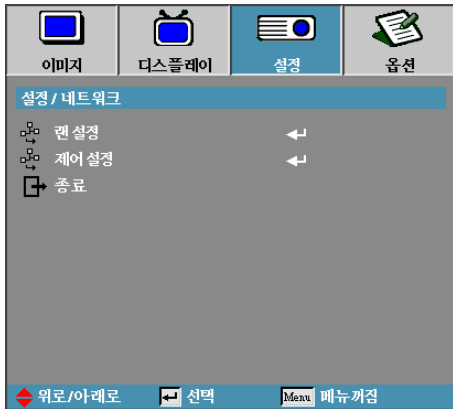 이미지 디스플레이 설정 옵션
설정 / 네트워크
랜 설정
제어 설정
종료
위로/아래로 선택 Menu 메뉴꺼짐